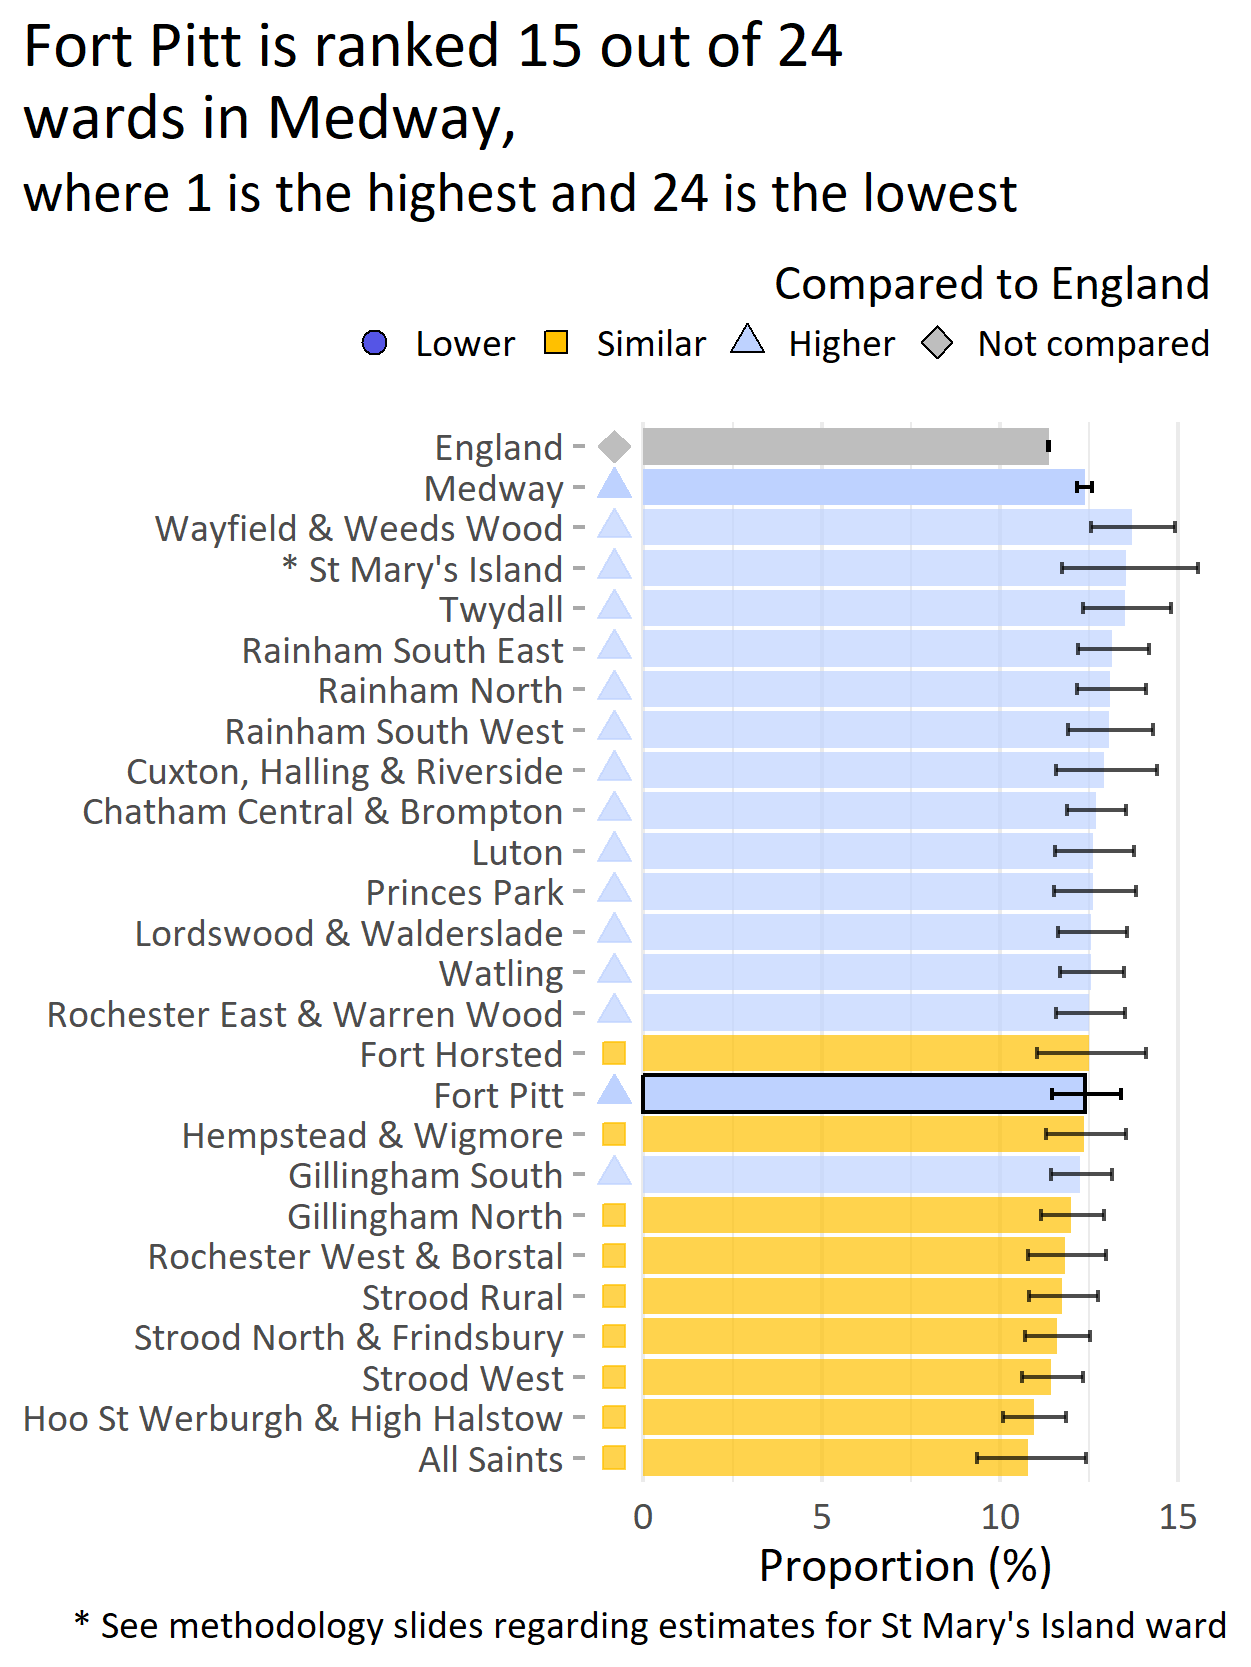 Fort Pitt is ranked 15 out of 24
wards in Medway,
where 1 is the highest and 24 is the lowest
Compared to England
Lower Similar Higher Not compared
England
Medway
Wayfield & Weeds Wood
* St Mary's Island
Twydall
Rainham South East
Rainham North
Rainham South West
Cuxton, Halling & Riverside
Chatham Central & Brompton
Luton
Princes Park
Lordswood & Walderslade
Watling
Rochester East & Warren Wood
Fort Horsted
Fort Pitt
Hempstead & Wigmore
Gillingham South
Gillingham North
Rochester West & Borstal
Strood Rural
Strood North & Frindsbury
Strood West
Hoo St Werburgh & High Halstow
All Saints
0 5 10 15
Proportion (%)
* See methodology slides regarding estimates for St Mary's Island ward